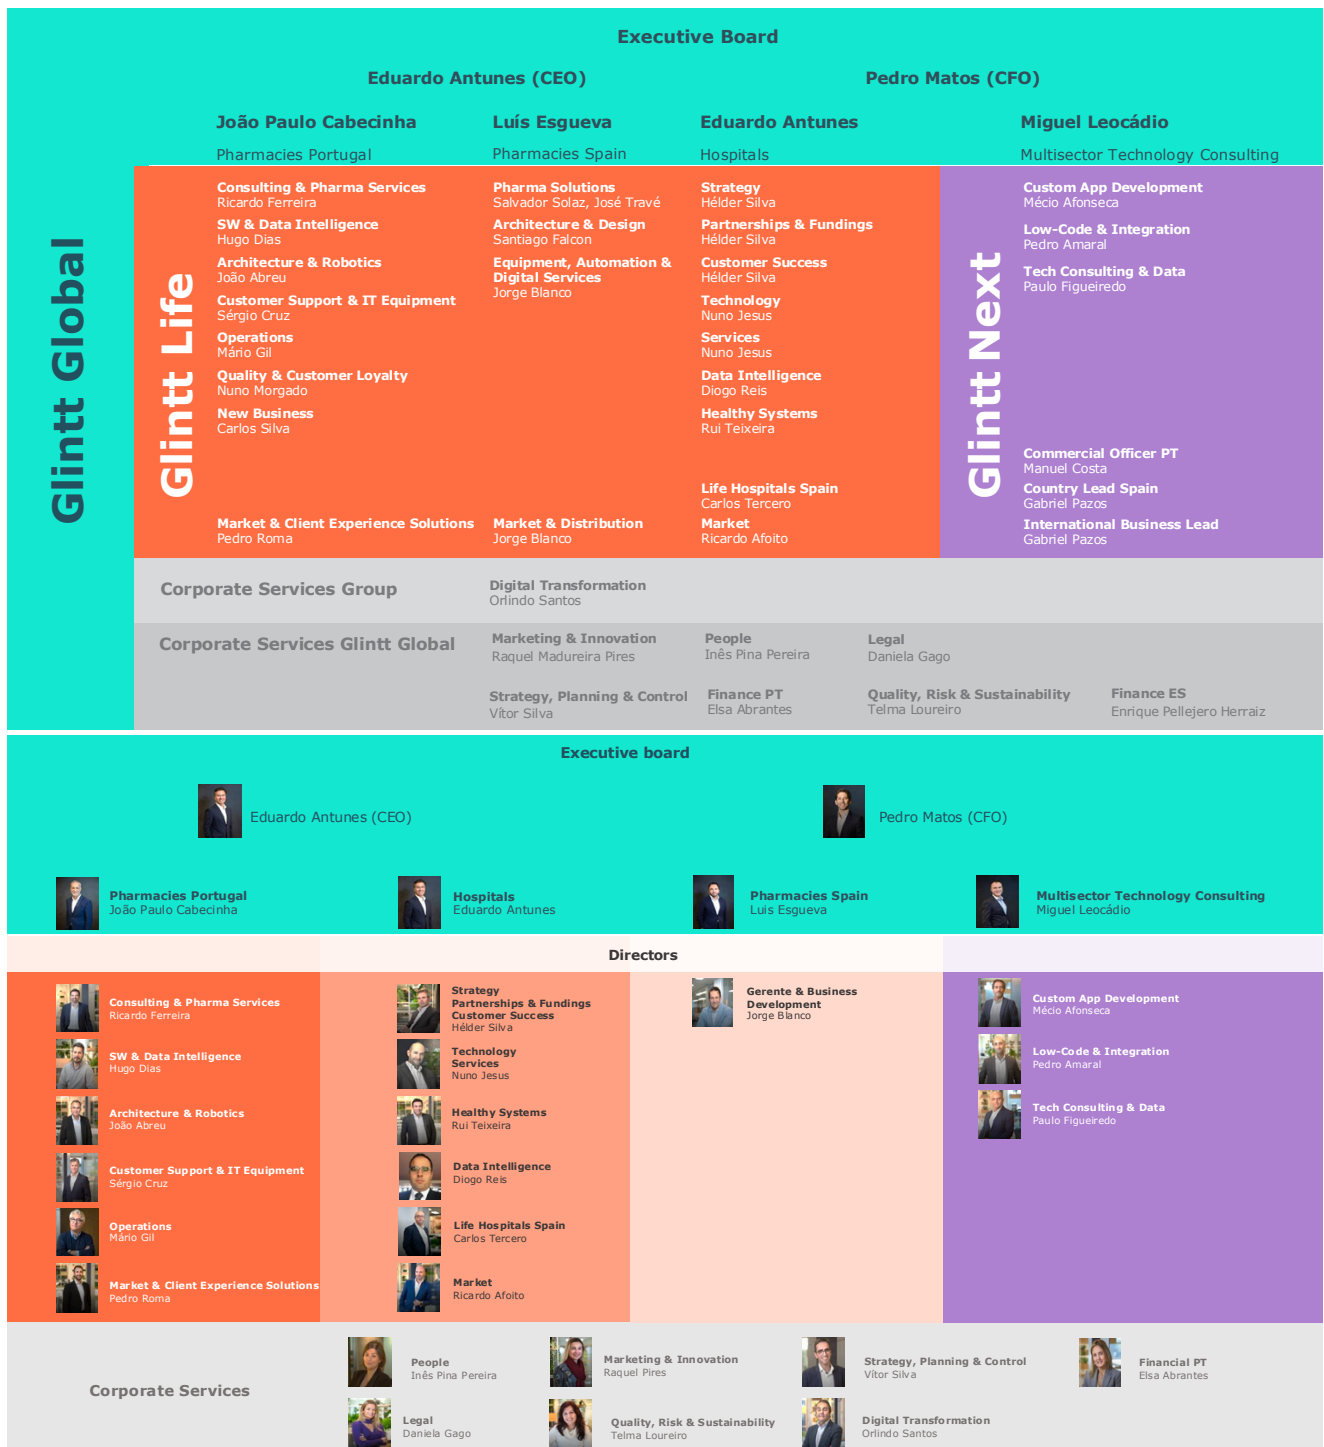 Executive Board
Eduardo Antunes (CEO)
Pedro Matos (CFO)
João Paulo Cabecinha
Pharmacies Portugal
Luís Esgueva
Pharmacies Spain
Eduardo Antunes
Hospitals
Miguel Leocádio
Multisector Technology Consulting
Glintt Global
Glintt Life
Consulting & Pharma Services
Ricardo Ferreira
SW & Data Intelligence
Hugo Dias
Architecture & Robotics
João Abreu
Customer Support & IT Equipment
Sérgio Cruz
Operations
Mário Gil
Quality & Customer Loyalty
Nuno Morgado
New Business
Carlos Silva
Market & Client Experience Solutions
Pedro Roma
Pharma Solutions
Salvador Solaz, José Travé
Architecture & Design
Santiago Falcon
Equipment, Automation &
Digital Services
Jorge Blanco
Market & Distribution
Jorge Blanco
Strategy
Hélder Silva
Partnerships & Fundings
Hélder Silva
Customer Success
Hélder Silva
Technology
Nuno Jesus
Services
Nuno Jesus
Data Intelligence
Diogo Reis
Healthy Systems
Rui Teixeira
Life Hospitals Spain
Carlos Tercero
Market
Ricardo Afoito
Glintt Next
Custom App Development
Mécio Afonseca
Low-Code & Integration
Pedro Amaral
Tech Consulting & Data
Paulo Figueiredo
Commercial Officer PT
Manuel Costa
Country Lead Spain
Gabriel Pazos
International Business Lead
Gabriel Pazos
Corporate Services Group
Digital Transformation
Orlindo Santos
Corporate Services Glintt Global
Marketing & Innovation
Raquel Madureira Pires
People
Inês Pina Pereira
Legal
Daniela Gago
Strategy, Planning & Control
Vítor Silva
Finance PT
Elsa Abrantes
Quality, Risk & Sustainability
Telma Loureiro
Finance ES
Enrique Pellejero Herraiz
Executive board
Eduardo Antunes (CEO)
Pedro Matos (CFO)
Pharmacies Portugal
João Paulo Cabecinha
Hospitals
Eduardo Antunes
Pharmacies Spain
Luis Esgueva
Multisector Technology Consulting
Miguel Leocádio
Directors
Consulting & Pharma Services
Ricardo Ferreira
SW & Data Intelligence
Hugo Dias
Architecture & Robotics
João Abreu
Customer Support & IT Equipment
Sérgio Cruz
Operations
Mário Gil
Market & Client Experience Solutions
Pedro Roma
Strategy
Partnerships & Fundings
Customer Success
Hélder Silva
Technology
Services
Nuno Jesus
Healthy Systems
Rui Teixeira
Data Intelligence
Diogo Reis
Life Hospitals Spain
Carlos Tercero
Market
Ricardo Afoito
Gerente & Business
Development
Jorge Blanco
Custom App Development
Mécio Afonseca
Low-Code & Integration
Pedro Amaral
Tech Consulting & Data
Paulo Figueiredo
Corporate Services
People
Inês Pina Pereira
Marketing & Innovation
Raquel Pires
Strategy, Planning & Control
Vítor Silva
Financial PT
Elsa Abrantes
Legal
Daniela Gago
Quality, Risk & Sustainability
Telma Loureiro
Digital Transformation
Orlindo Santos